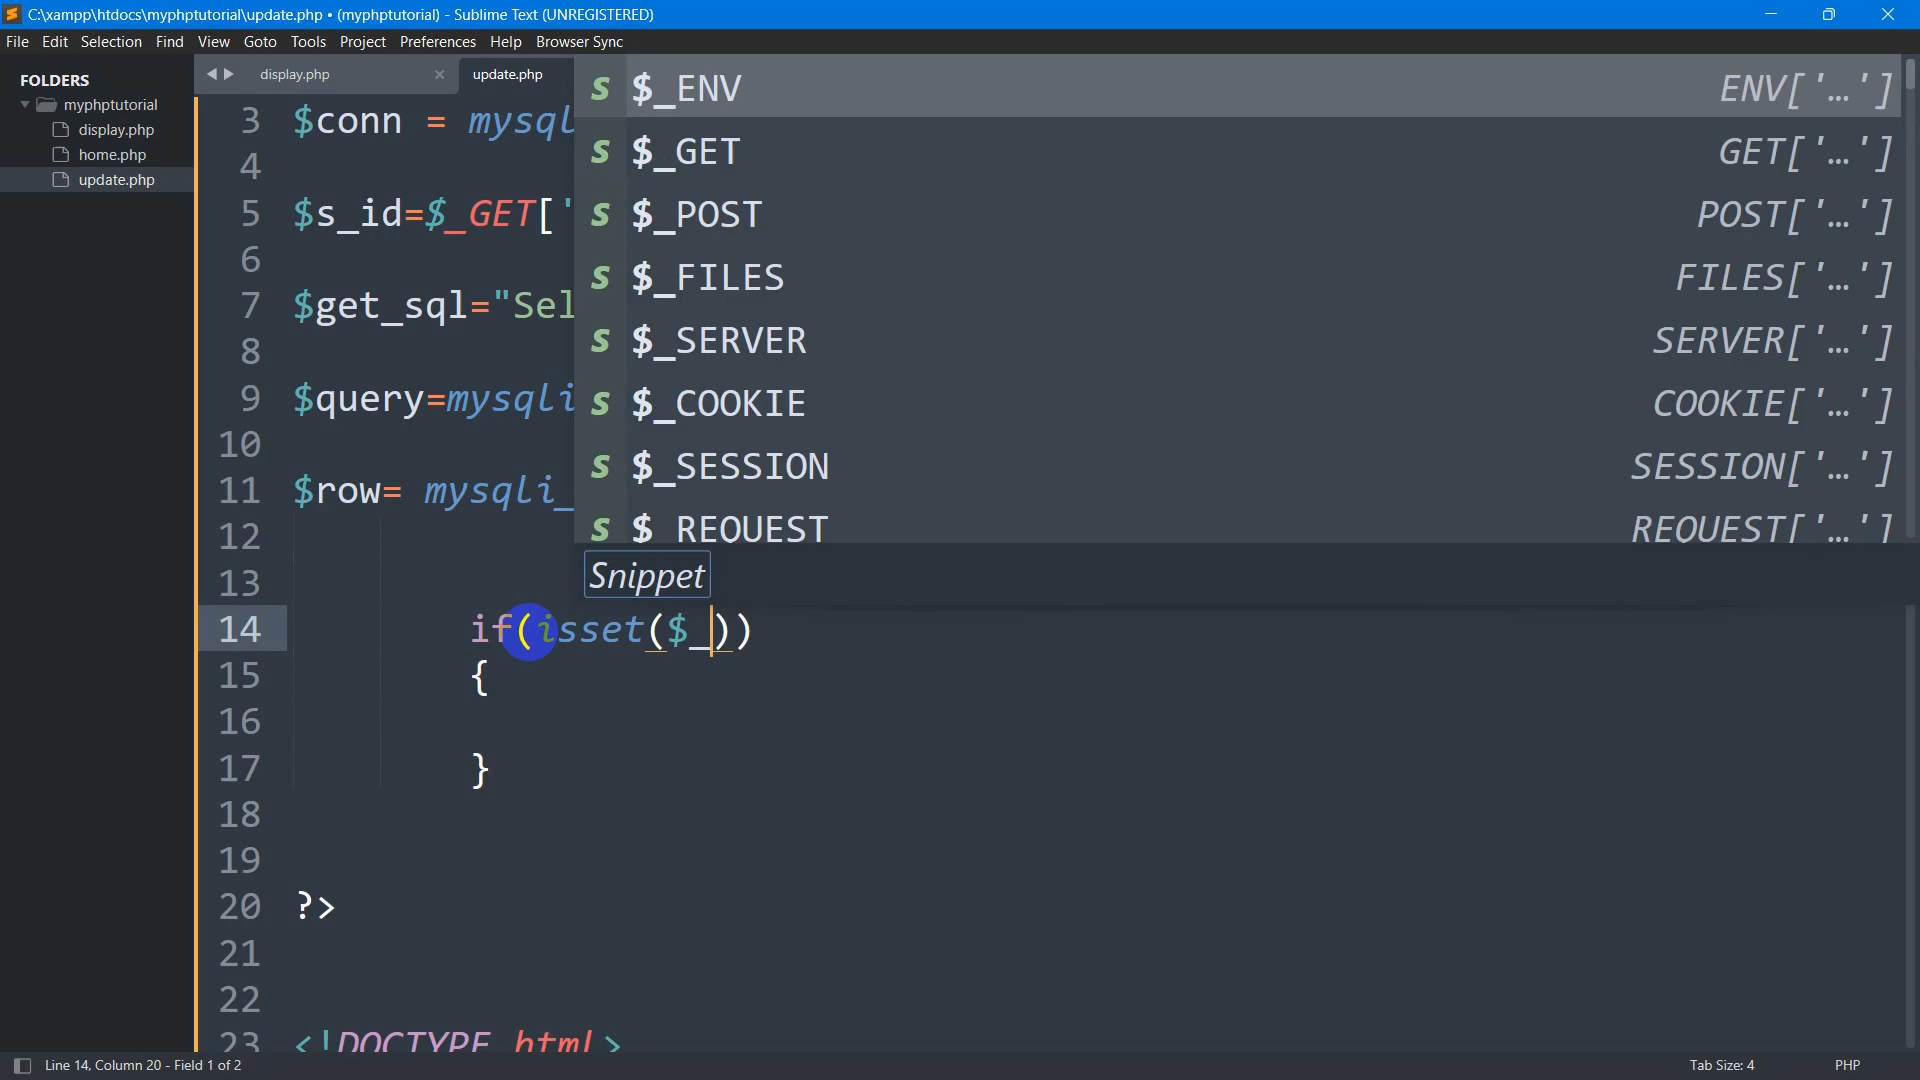 C:\xampp\htdocs\myphptutorial\update.php • (myphptutorial) - Sublime Text (UNREGISTERED)
File Edit Selection Find View Goto Tools Project Preferences Help Browser Sync
FOLDERS
myphptutorial
display.php
home.php
update.php
display.php ×
update.php
3 $conn = mysql
4
5 $s_id=$_GET['
6
7 $get_sql="Sel
8
9 $query=mysqli
10
11 $row= mysqli_
12
13
14 if(isset($_))
15 {
16
17 }
18
19
20 ?>
21
22
23 <!DOCTYPE html>
s $_ENV ENV['…']
s $_GET GET['…']
s $_POST POST['…']
s $_FILES FILES['…']
s $_SERVER SERVER['…']
s $_COOKIE COOKIE['…']
s $_SESSION SESSION['…']
s $_REQUEST REQUEST['…']
Snippet
Line 14, Column 20 - Field 1 of 2
Tab Size: 4
PHP